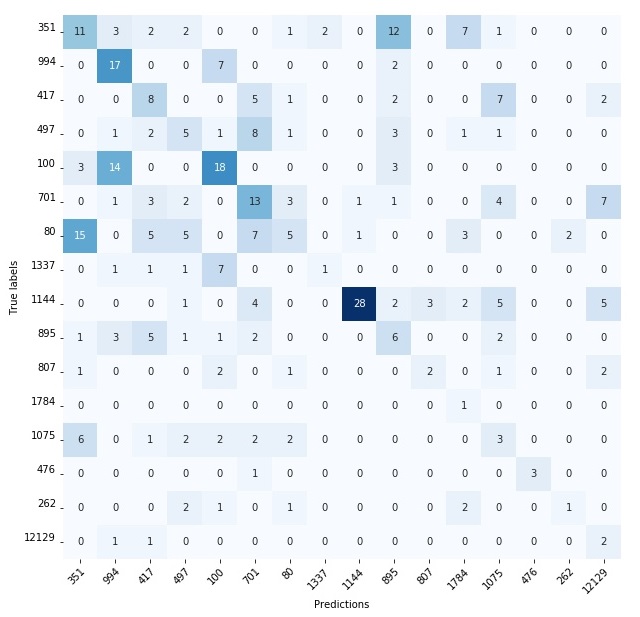 351 11 3 2 2 0 0 1 2 0 12 0 7 1 0 0 0
994 0 17 0 0 7 0 0 0 0 2 0 0 0 0 0 0
417 0 0 8 0 0 5 1 0 0 2 0 0 7 0 0 2
497 0 1 2 5 1 8 1 0 0 3 0 1 1 0 0 0
100 3 14 0 0 18 0 0 0 0 3 0 0 0 0 0 0
701 0 1 3 2 0 13 3 0 1 1 0 0 4 0 0 7
80 15 0 5 5 0 7 5 0 1 0 0 3 0 0 2 0
1337 0 1 1 1 7 0 0 1 0 0 0 0 0 0 0 0
True labels
1144 0 0 0 1 0 4 0 0 28 2 3 2 5 0 0 5
895 1 3 5 1 1 2 0 0 0 6 0 0 2 0 0 0
807 1 0 0 0 2 0 1 0 0 0 2 0 1 0 0 2
1784 0 0 0 0 0 0 0 0 0 0 0 1 0 0 0 0
1075 6 0 1 2 2 2 2 0 0 0 0 0 3 0 0 0
476 0 0 0 0 0 1 0 0 0 0 0 0 0 3 0 0
262 0 0 0 2 1 0 1 0 0 0 0 2 0 0 1 0
12129 0 1 1 0 0 0 0 0 0 0 0 0 0 0 0 2
351 994 417 497 100 701 80 1337 1144 895 807 1784 1075 476 262 12129
Predictions